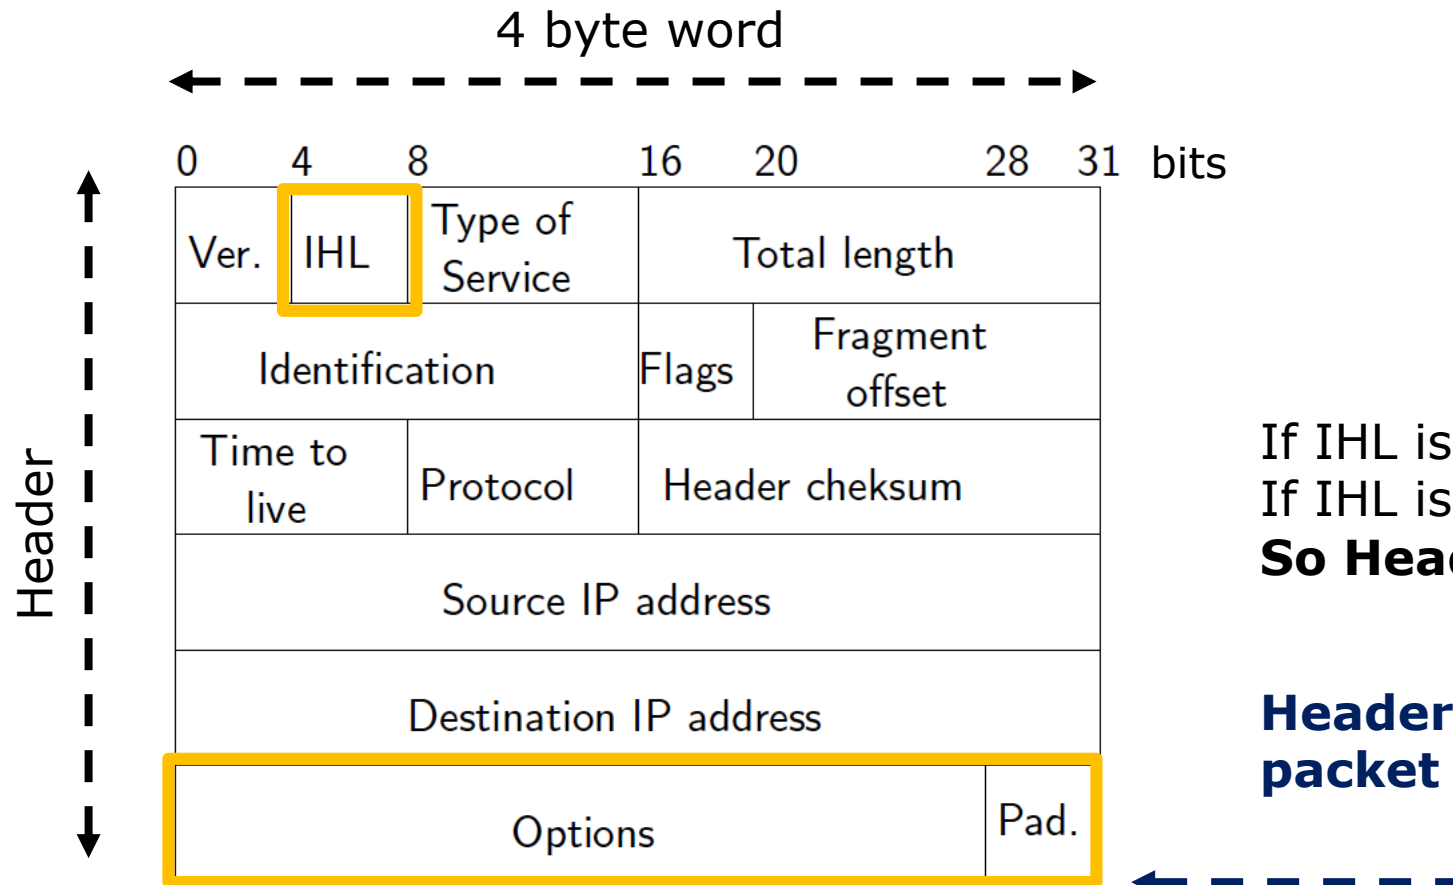 4 byte word
0 4 8 16 20 28 31 bits
Ver. IHL Type of Service Total length
Identification Flags Fragment offset
Time to live Protocol Header cheksum
Source IP address
Destination IP address
Options Pad.
Header
If IHL is
If IHL is
So Head
Header
packet